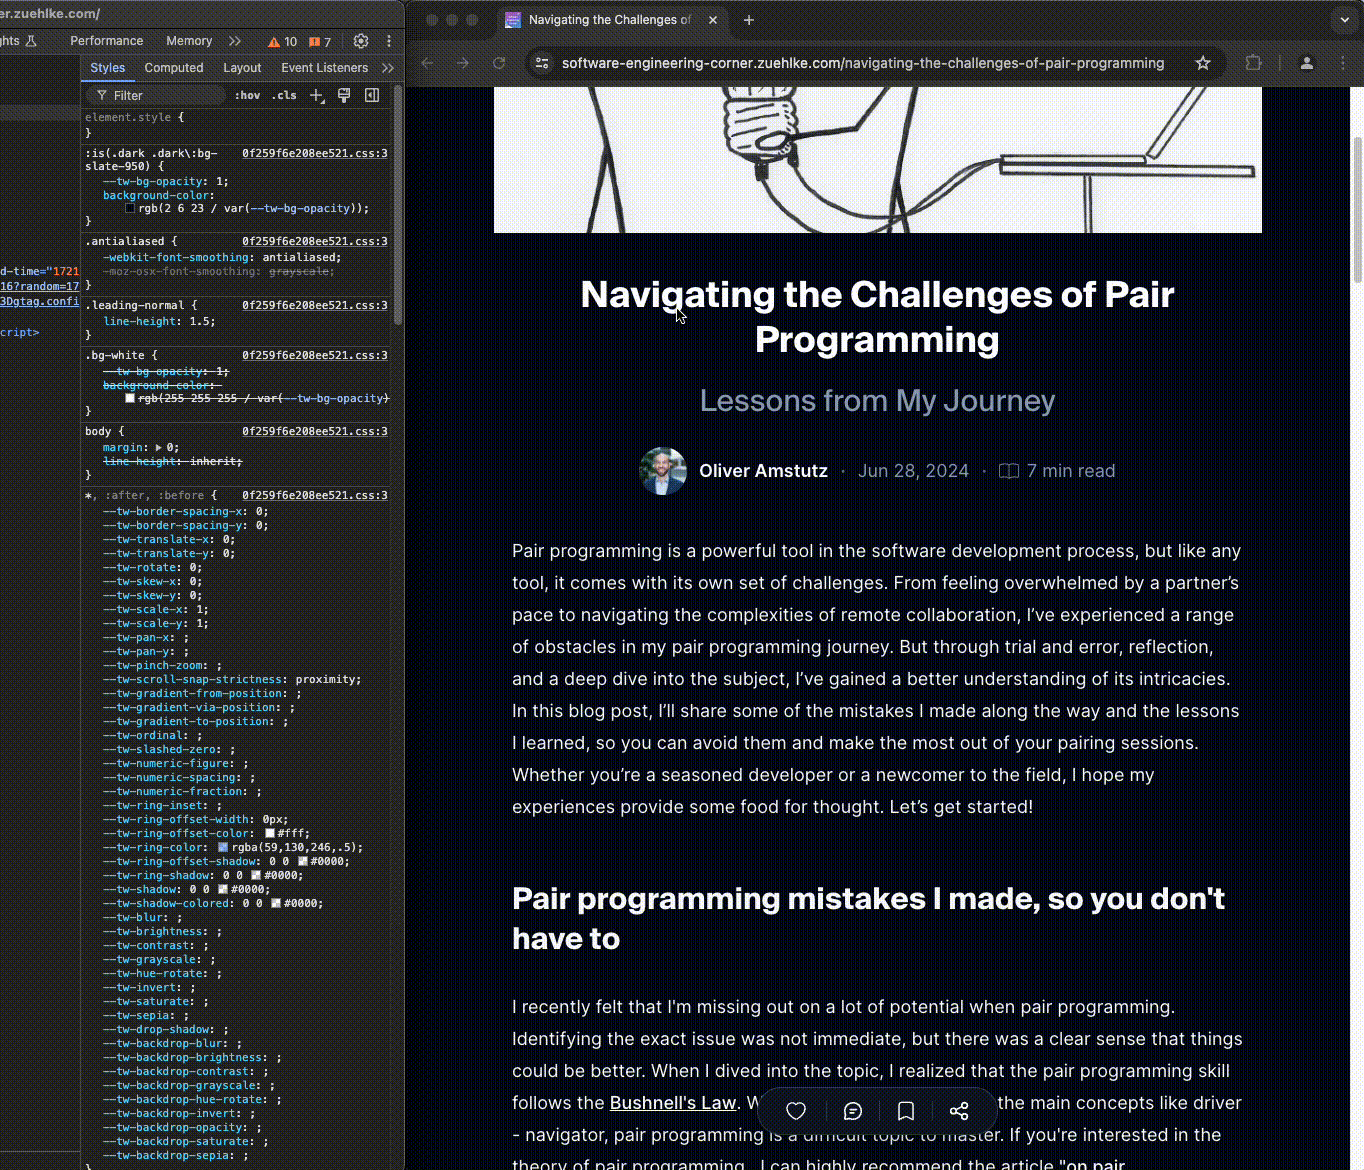 er.zuehlke.com/
ghts Performance Memory 10 7
Styles Computed Layout Event Listeners
Filter :hov .cls
element.style {
}
:is(.dark .dark\:bg- 0f259f6e208ee521.css:3
slate-950) {
--tw-bg-opacity: 1;
background-color:
rgb(2 6 23 / var(--tw-bg-opacity));
}
.antialiased { 0f259f6e208ee521.css:3
-webkit-font-smoothing: antialiased;
-moz-osx-font-smoothing: grayscale;
}
d-time="1721
16?random=17
3Dgtag.confi
cript>
.leading-normal { 0f259f6e208ee521.css:3
line-height: 1.5;
}
.bg-white { 0f259f6e208ee521.css:3
--tw-bg-opacity: 1;
background-color:
rgb(255 255 255 / var(--tw-bg-opacity)
}
body { 0f259f6e208ee521.css:3
margin: 0;
line-height: inherit;
}
*, :after, :before { 0f259f6e208ee521.css:3
--tw-border-spacing-x: 0;
--tw-border-spacing-y: 0;
--tw-translate-x: 0;
--tw-translate-y: 0;
--tw-rotate: 0;
--tw-skew-x: 0;
--tw-skew-y: 0;
--tw-scale-x: 1;
--tw-scale-y: 1;
--tw-pan-x: ;
--tw-pan-y: ;
--tw-pinch-zoom: ;
--tw-scroll-snap-strictness: proximity;
--tw-gradient-from-position: ;
--tw-gradient-via-position: ;
--tw-gradient-to-position: ;
--tw-ordinal: ;
--tw-slashed-zero: ;
--tw-numeric-figure: ;
--tw-numeric-spacing: ;
--tw-numeric-fraction: ;
--tw-ring-inset: ;
--tw-ring-offset-width: 0px;
--tw-ring-offset-color: #fff;
--tw-ring-color: rgba(59,130,246,.5);
--tw-ring-offset-shadow: 0 0 #0000;
--tw-ring-shadow: 0 0 #0000;
--tw-shadow: 0 0 #0000;
--tw-shadow-colored: 0 0 #0000;
--tw-blur: ;
--tw-brightness: ;
--tw-contrast: ;
--tw-grayscale: ;
--tw-hue-rotate: ;
--tw-invert: ;
--tw-saturate: ;
--tw-sepia: ;
--tw-drop-shadow: ;
--tw-backdrop-blur: ;
--tw-backdrop-brightness: ;
--tw-backdrop-contrast: ;
--tw-backdrop-grayscale: ;
--tw-backdrop-hue-rotate: ;
--tw-backdrop-invert: ;
--tw-backdrop-opacity: ;
--tw-backdrop-saturate: ;
--tw-backdrop-sepia: ;
}
Navigating the Challenges of
software-engineering-corner.zuehlke.com/navigating-the-challenges-of-pair-programming
Navigating the Challenges of Pair
Programming
Lessons from My Journey
Oliver Amstutz · Jun 28, 2024 · 7 min read
Pair programming is a powerful tool in the software development process, but like any
tool, it comes with its own set of challenges. From feeling overwhelmed by a partner’s
pace to navigating the complexities of remote collaboration, I’ve experienced a range
of obstacles in my pair programming journey. But through trial and error, reflection,
and a deep dive into the subject, I’ve gained a better understanding of its intricacies.
In this blog post, I’ll share some of the mistakes I made along the way and the lessons
I learned, so you can avoid them and make the most out of your pairing sessions.
Whether you’re a seasoned developer or a newcomer to the field, I hope my
experiences provide some food for thought. Let’s get started!
Pair programming mistakes I made, so you don't
have to
I recently felt that I'm missing out on a lot of potential when pair programming.
Identifying the exact issue was not immediate, but there was a clear sense that things
could be better. When I dived into the topic, I realized that the pair programming skill
follows the Bushnell's Law. W the main concepts like driver
- navigator, pair programming is a difficult topic to master. If you're interested in the
theory of pair programming, I can highly recommend the article "on pair